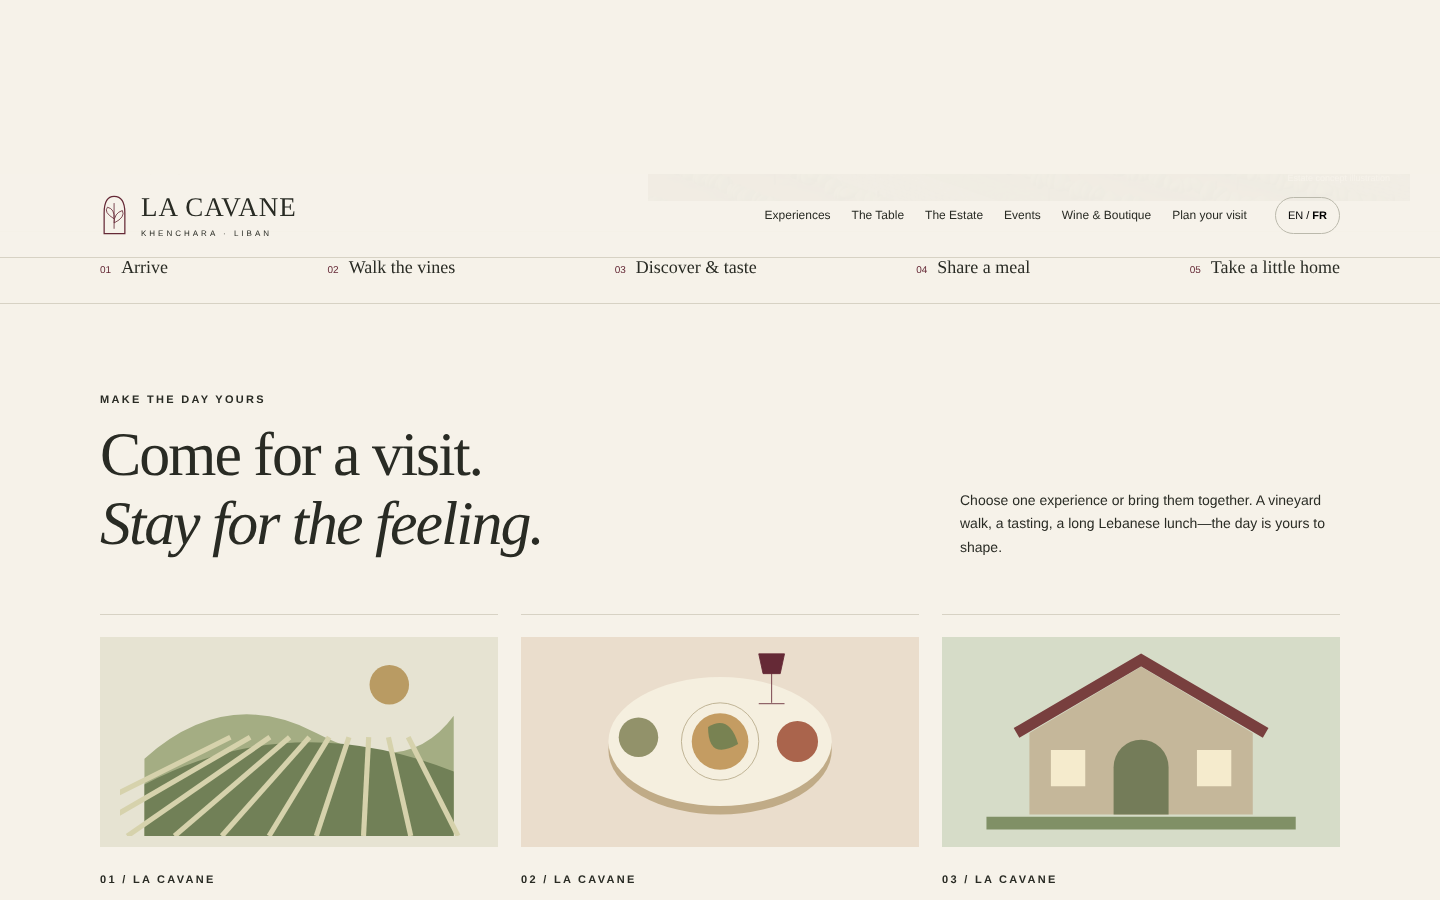 LA CAVANE
KHENCHARA · LIBAN
Experiences The Table The Estate Events Wine & Boutique Plan your visit EN / FR
01 Arrive 02 Walk the vines 03 Discover & taste 04 Share a meal 05 Take a little home
MAKE THE DAY YOURS
Come for a visit.
Stay for the feeling.
Choose one experience or bring them together. A vineyard
walk, a tasting, a long Lebanese lunch—the day is yours to
shape.
01 / LA CAVANE
02 / LA CAVANE
03 / LA CAVANE